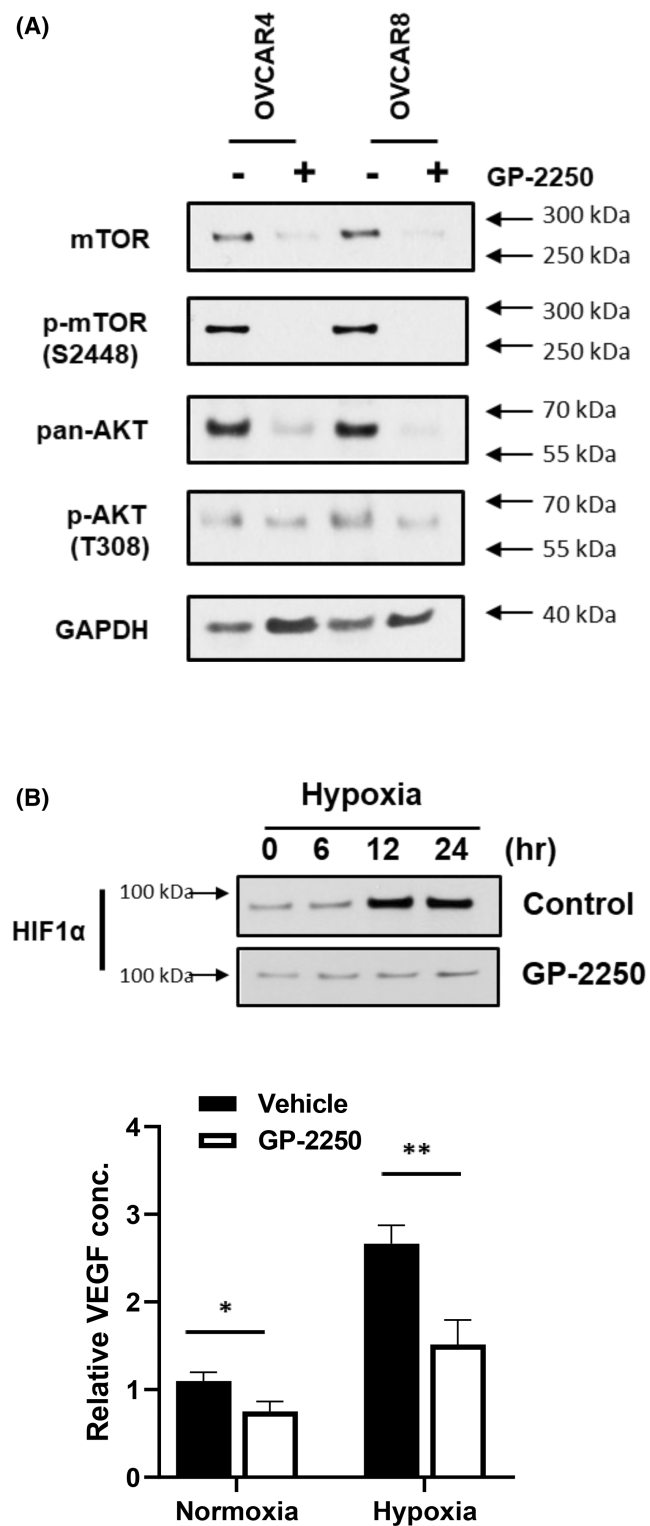 (A)
OVCAR4
OVCAR8
- + - + GP-2250
mTOR
300 kDa
250 kDa
p-mTOR
(S2448)
300 kDa
250 kDa
pan-AKT
70 kDa
55 kDa
p-AKT
(T308)
70 kDa
55 kDa
GAPDH
40 kDa
(B)
Hypoxia
0 6 12 24 (hr)
HIF1α
100 kDa
Control
100 kDa
GP-2250
Vehicle
GP-2250
Relative VEGF conc.
4
3
2
1
0
*
**
Normoxia Hypoxia